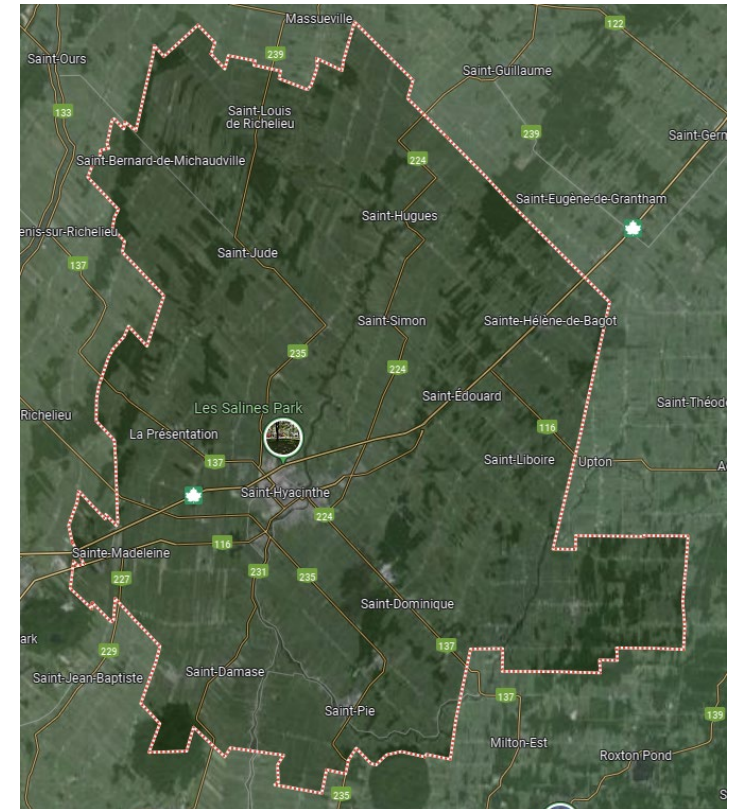 Massueville
122
239
Saint-Ours
Saint-Guillaume
Saint-Louis
de Richelieu
133
239
Saint-Germ
224
Saint-Bernard-de-Michaudville
Saint-Eugène-de-Grantham
Saint-Hugues
enis-sur-Richelieu
Saint-Jude
137
Saint-Simon
Sainte-Hélène-de-Bagot
235
224
Saint-Édouard
Saint-Théodo
Les Salines Park
Richelieu
116
La Présentation
137
Saint-Liboire
Upton
A
Saint-Hyacinthe
224
116
Sainte-Madeleine
231
235
227
Saint-Dominique
ark
137
229
Saint-Damase
Saint-Jean-Baptiste
137
Saint-Pie
139
Milton-Est
Roxton Pond
235
S